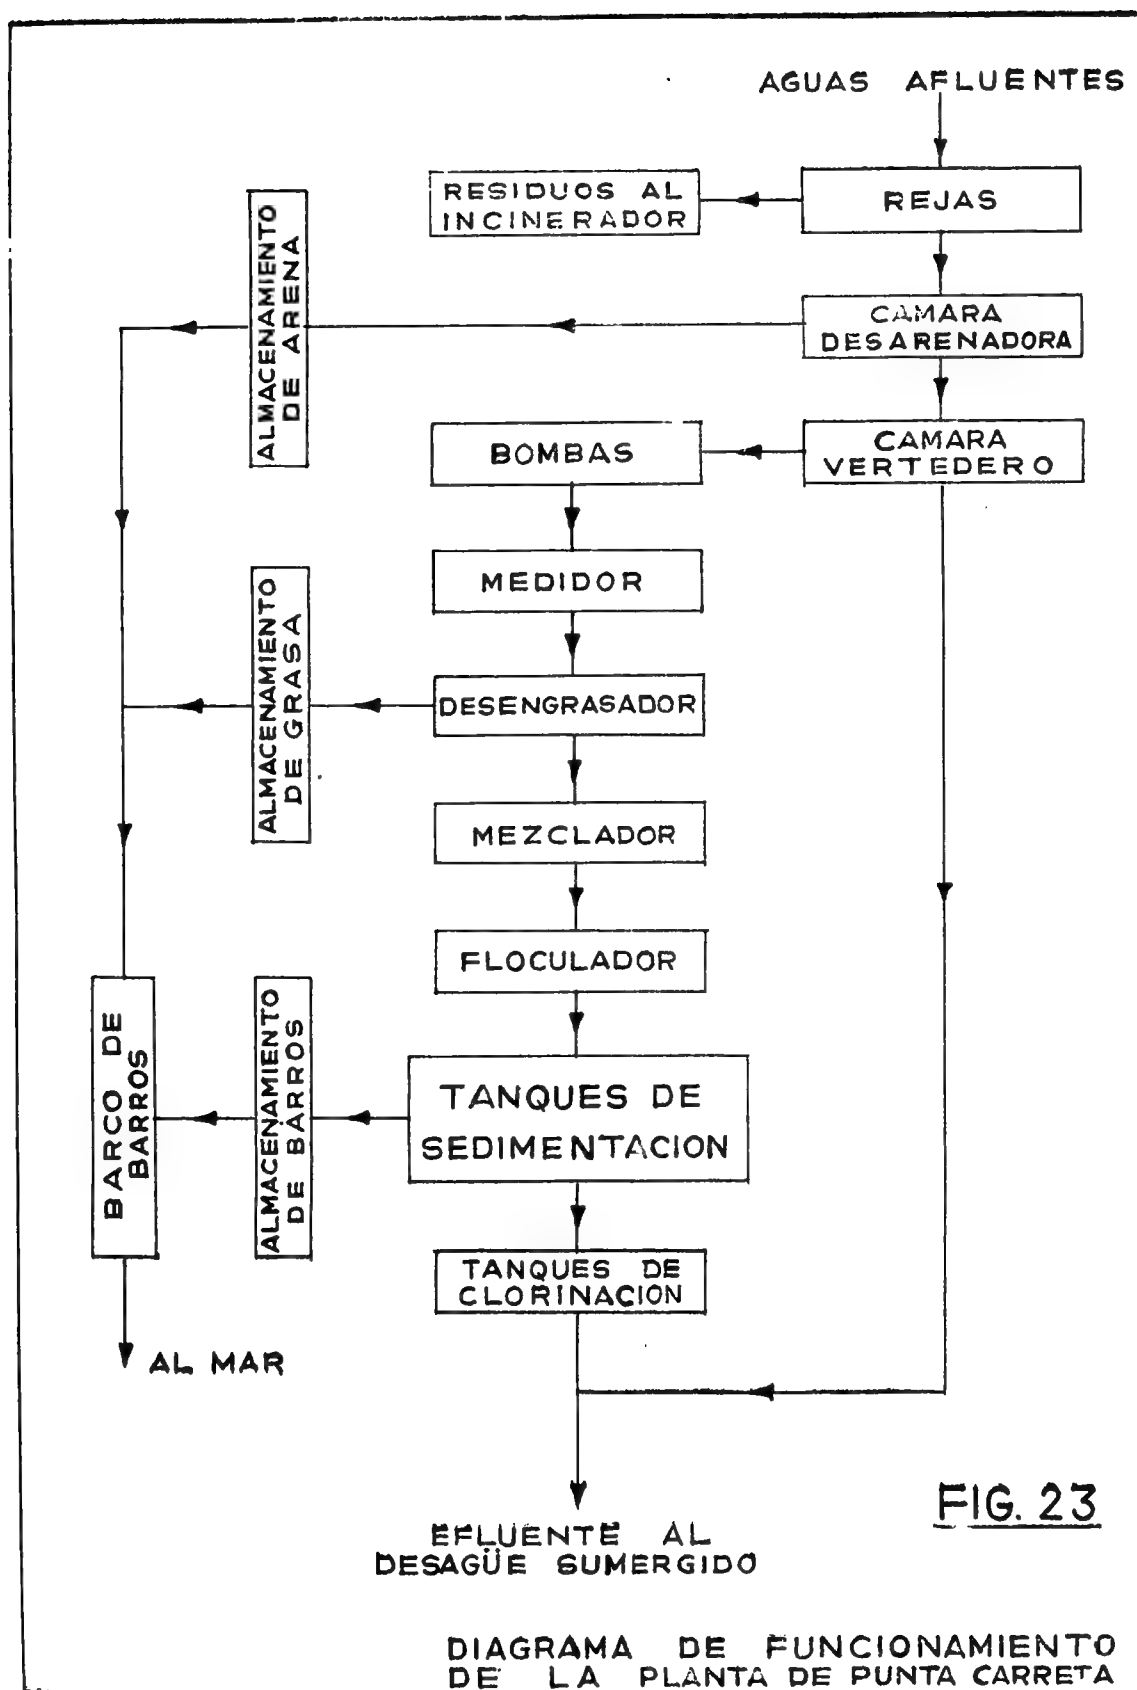 AGUAS AFLUENTES
RESIDUOS AL
INCINERADOR
REJAS
ALMACENAMIENTO
DE ARENA
CAMARA
DESARENADORA
BOMBAS
CAMARA
VERTEDERO
MEDIDOR
ALMACENAMIENTO
DE GRASA
DESENGRASADOR
MEZCLADOR
FLOCULADOR
BARCO DE
BARROS
ALMACENAMIENTO
DE BARROS
TANQUES DE
SEDIMENTACION
TANQUES DE
CLORINACION
AL MAR
EFLUENTE AL
DESAGÜE SUMERGIDO
FIG. 23
DIAGRAMA DE FUNCIONAMIENTO
DE LA PLANTA DE PUNTA CARRETA